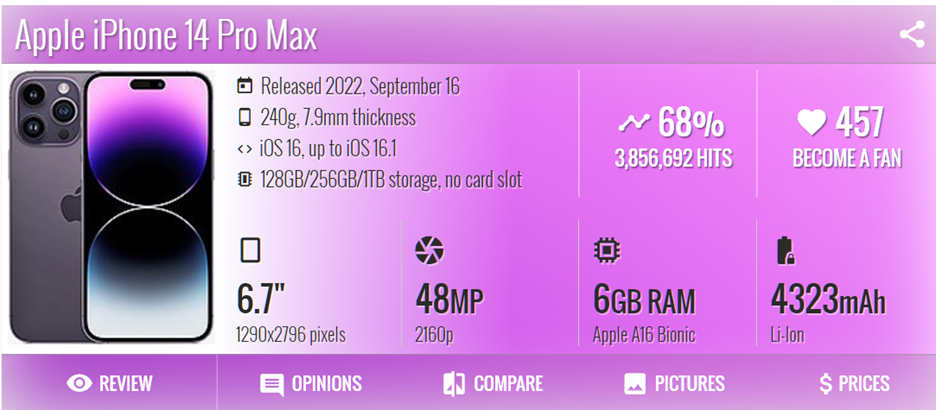 Apple iPhone 14 Pro Max
Released 2022, September 16
240g, 7.9mm thickness
iOS 16, up to iOS 16.1
128GB/256GB/1TB storage, no card slot
68%
3,856,692 HITS
457
BECOME A FAN
6.7"
1290x2796 pixels
48MP
2160p
6GB RAM
Apple A16 Bionic
4323mAh
Li-Ion
REVIEW
OPINIONS
COMPARE
PICTURES
$ PRICES